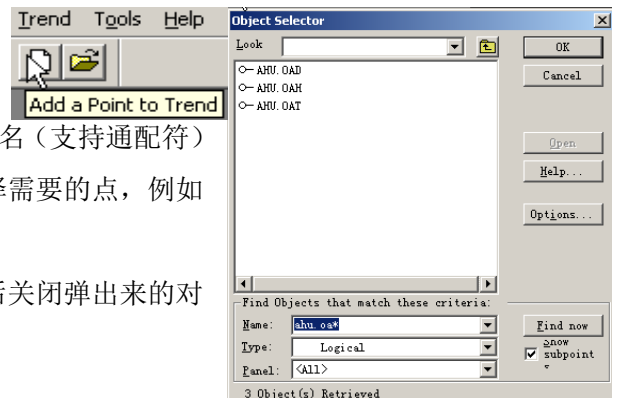 Trend Tools Help
Add a Point to Trend
名（支持通配符）
需要的点，例如
关闭弹出来的对
Object Selector
Look
OK
AHU.OAD
AHU.OAH
AHU.OAT
Cancel
Open
Help...
Options...
Find Objects that match these criteria:
Name: ahu.oa*
Find now
Type: Logical
show
subpoint
Panel: <All>
3 Object(s) Retrieved